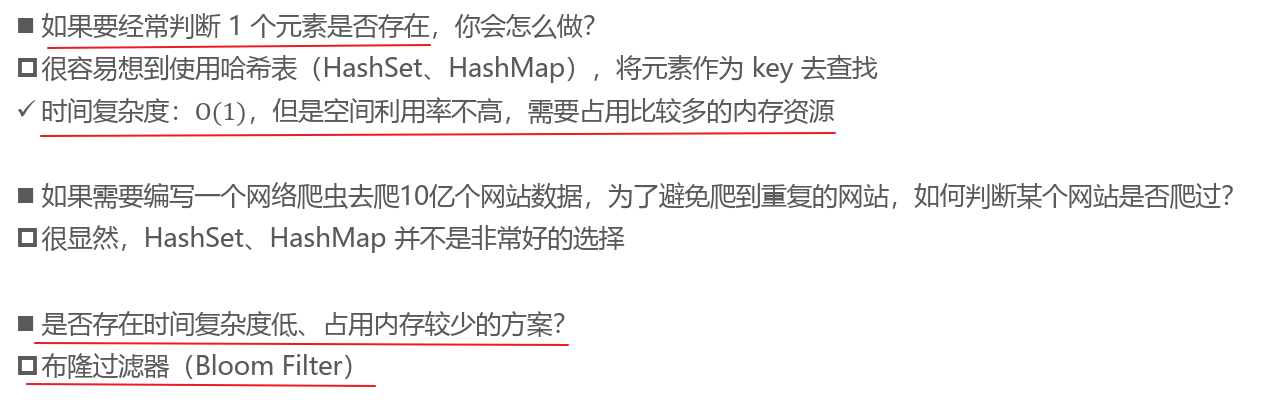 ■ 如果要经常判断 1 个元素是否存在，你会怎么做？
❑ 很容易想到使用哈希表（HashSet、HashMap），将元素作为 key 去查找
✓ 时间复杂度：O(1)，但是空间利用率不高，需要占用比较多的内存资源
■ 如果需要编写一个网络爬虫去爬10亿个网站数据，为了避免爬到重复的网站，如何判断某个网站是否爬过？
❑ 很显然，HashSet、HashMap 并不是非常好的选择
■ 是否存在时间复杂度低、占用内存较少的方案？
❑ 布隆过滤器（Bloom Filter）